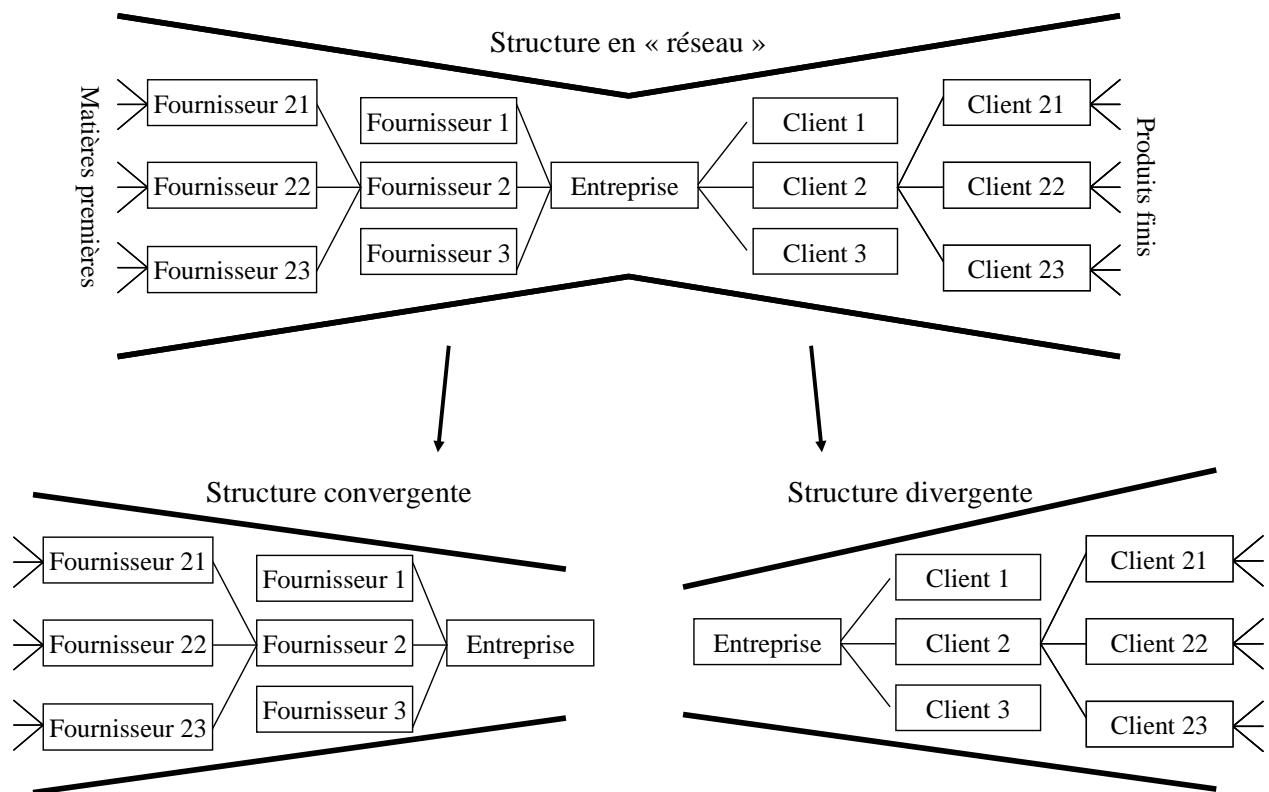 Structure en « réseau »
Matières premières
Fournisseur 21
Fournisseur 22
Fournisseur 23
Fournisseur 1
Fournisseur 2
Fournisseur 3
Entreprise
Client 1
Client 2
Client 3
Client 21
Client 22
Client 23
Produits finis
Structure convergente
Fournisseur 21
Fournisseur 22
Fournisseur 23
Fournisseur 1
Fournisseur 2
Fournisseur 3
Entreprise
Structure divergente
Entreprise
Client 1
Client 2
Client 3
Client 21
Client 22
Client 23